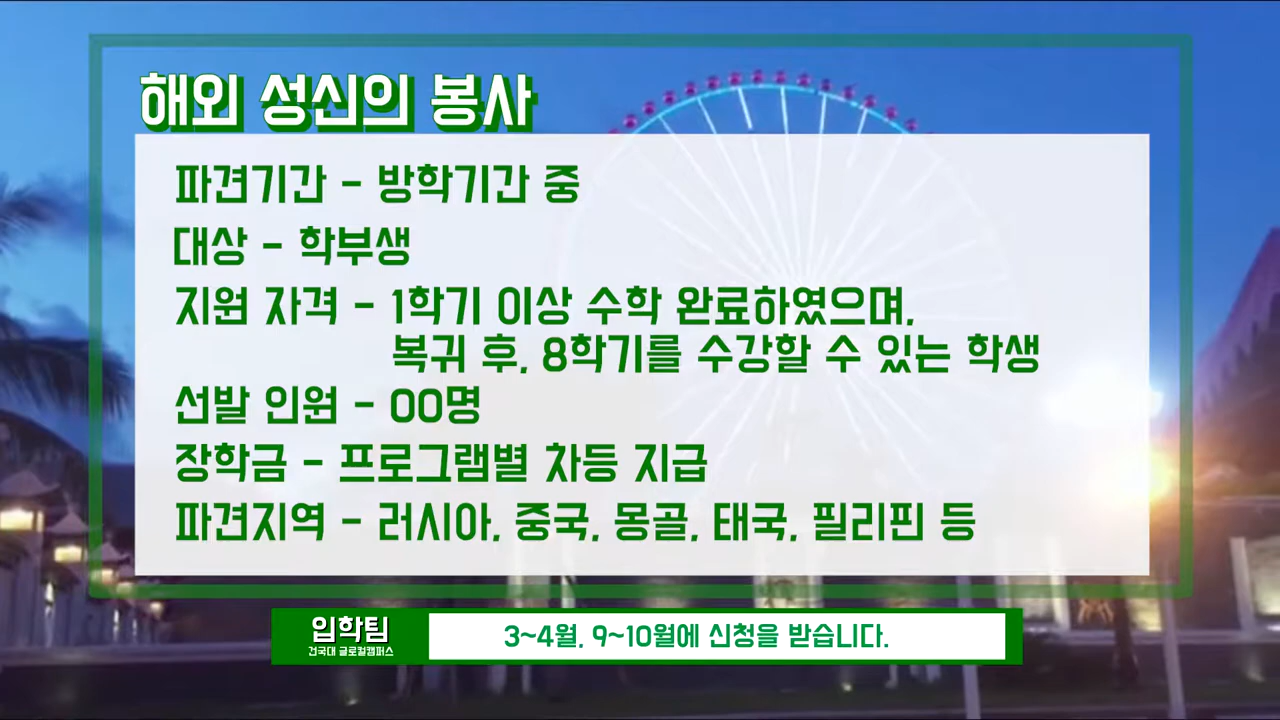 해외 성신의 봉사
파견기간 - 방학기간 중
대상 - 학부생
지원 자격 - 1학기 이상 수학 완료하였으며,
복귀 후, 8학기를 수강할 수 있는 학생
선발 인원 - 00명
장학금 - 프로그램별 차등 지급
파견지역 - 러시아, 중국, 몽골, 태국, 필리핀 등
입학팀
건국대 글로컬캠퍼스
3~4월, 9~10월에 신청을 받습니다.